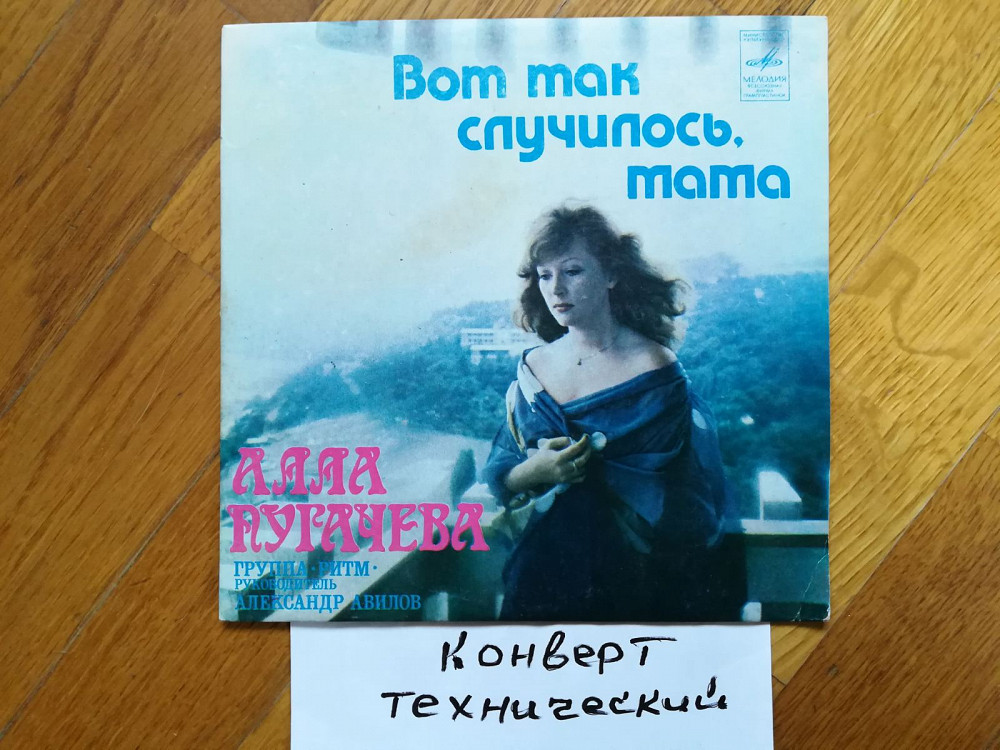 Вот так
случилось,
мама
МЕЛОДИЯ
АЛЛА
ПУГАЧЕВА
ГРУППА·РИТМ·
РУКОВОДИТЕЛЬ
АЛЕКСАНДР АВИЛОВ
Конверт
технический